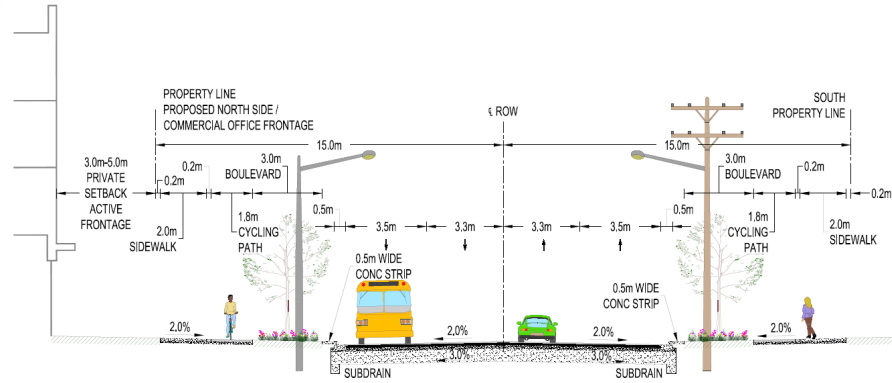 PROPERTY LINE
PROPOSED NORTH SIDE /
COMMERCIAL OFFICE FRONTAGE
℄ ROW
SOUTH
PROPERTY LINE
15.0m
15.0m
3.0m-5.0m
PRIVATE
SETBACK
ACTIVE
FRONTAGE
0.2m
0.2m
3.0m
BOULEVARD
2.0m
SIDEWALK
1.8m
CYCLING
PATH
0.5m
3,5m
3,3m
3,3m
3,5m
0.5m
3.0m
BOULEVARD
0.2m
0.2m
1.8m
CYCLING
PATH
2.0m
SIDEWALK
0.5m WIDE
CONC STRIP
0.5m WIDE
CONC STRIP
2,0%
2,0%
2.0%
2.0%
3.0%
3.0%
SUBDRAIN
SUBDRAIN